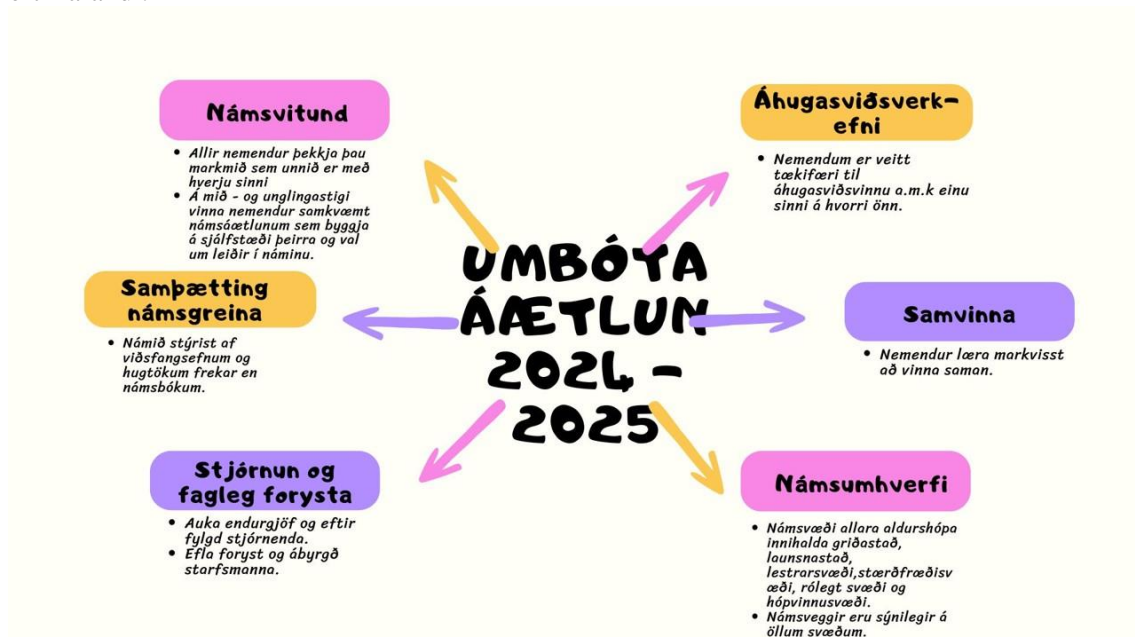 UMBÓTA
ÁÆTLUN
2024 –
2025
Námsvitund
• Allir nemendur þekkja þau
markmið sem unnið er með
hverju sinni
• Á mið - og unglingastigi
vinna nemendur samkvæmt
námsáætlunum sem byggja
á sjálfstæði þeirra og val
um leiðir í náminu.
Samþætting
námsgreina
• Námið stýrist af
viðsfangsefnum og
hugtökum frekar en
námsbókum.
Stjórnun og
fagleg forysta
• Auka endurgjöf og eftir
fylgd stjórnenda.
• Efla foryst og ábyrgð
starfsmanna.
Áhugasviðsverk-
efni
• Nemendum er veitt
tækifæri til
áhugasviðsvinnu a.m.k einu
sinni á hvorri önn.
Samvinna
• Nemendur læra markvisst
að vinna saman.
Námsumhverfi
• Námsvæði allara aldurshópa
innihalda griðastað,
launsnastað,
lestrarsvæði,stærðfræðisv
æði, rólegt svæði og
hópvinnusvæði.
• Námsveggir eru sýnilegir á
öllum svæðum.